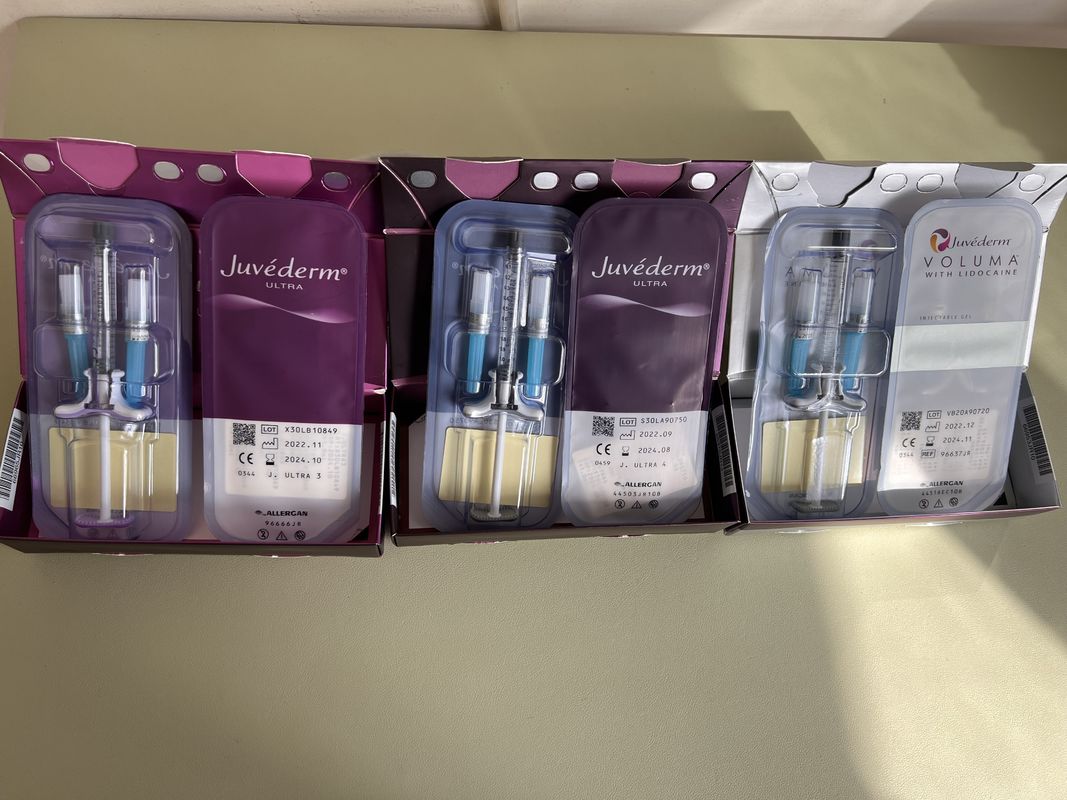 Juvéderm®
ULTRA
LOT X30LB10849
2022.11
CE 2024.10
0344 J. ULTRA 3
ALLERGAN
96666JR
Juvéderm®
ULTRA
LOT S30LA90750
2022.09
CE 2024.08
0459 J. ULTRA 4
ALLERGAN
44503JR108
Juvéderm
VOLUMA
WITH LIDOCAINE
INJECTABLE GEL
LOT VB20A90720
2022.12
CE 2024.11
0344 REF 96637JR
ALLERGAN